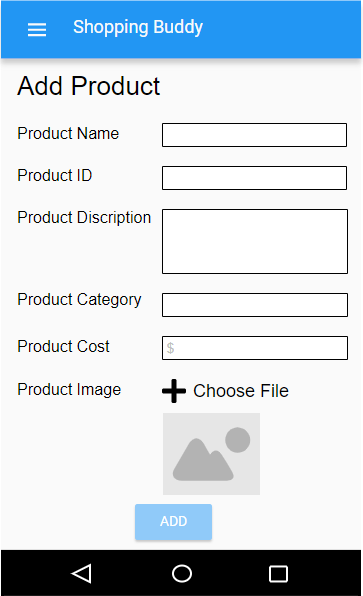 Shopping Buddy
Add Product
Product Name
Product ID
Product Discription
Product Category
Product Cost $
Product Image Choose File
ADD